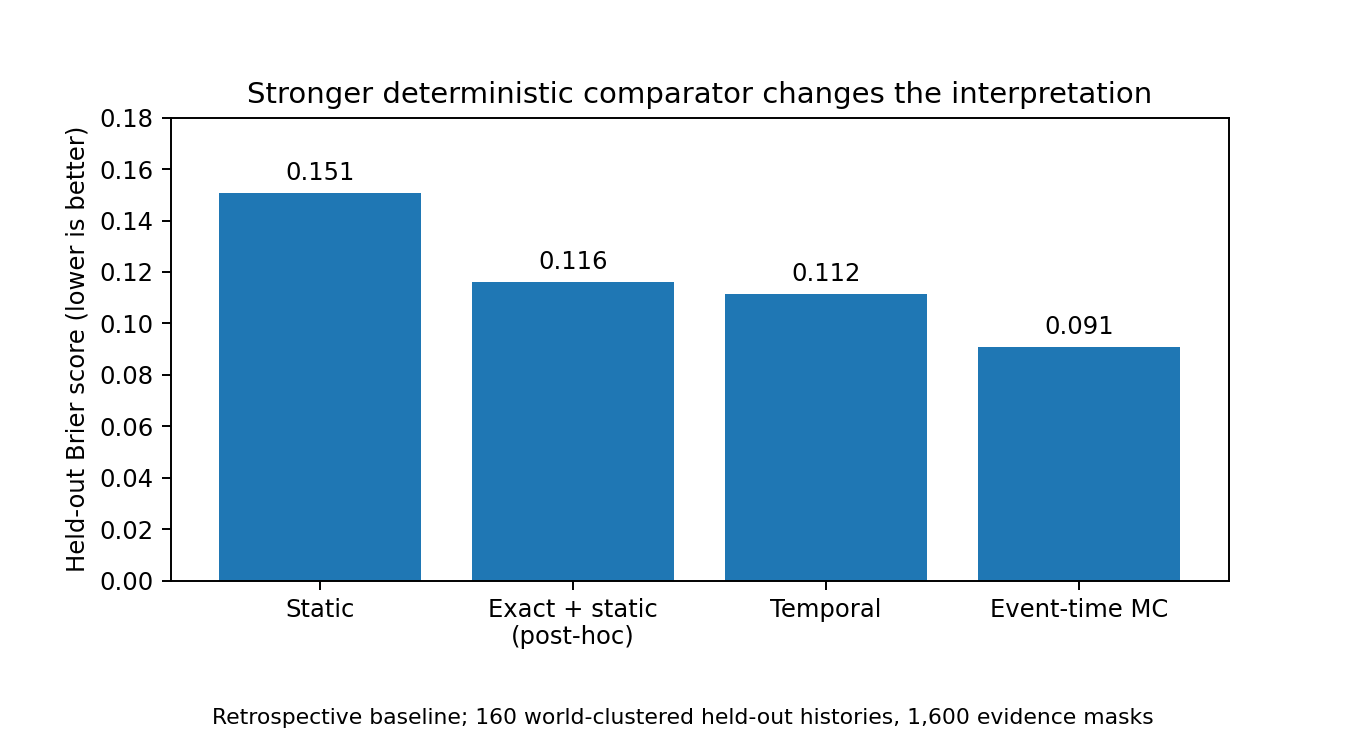 Stronger deterministic comparator changes the interpretation
Held-out Brier score (lower is better)
0.18
0.16
0.14
0.12
0.10
0.08
0.06
0.04
0.02
0.00
0.151
0.116
0.112
0.091
Static
Exact + static
(post-hoc)
Temporal
Event-time MC
Retrospective baseline; 160 world-clustered held-out histories, 1,600 evidence masks